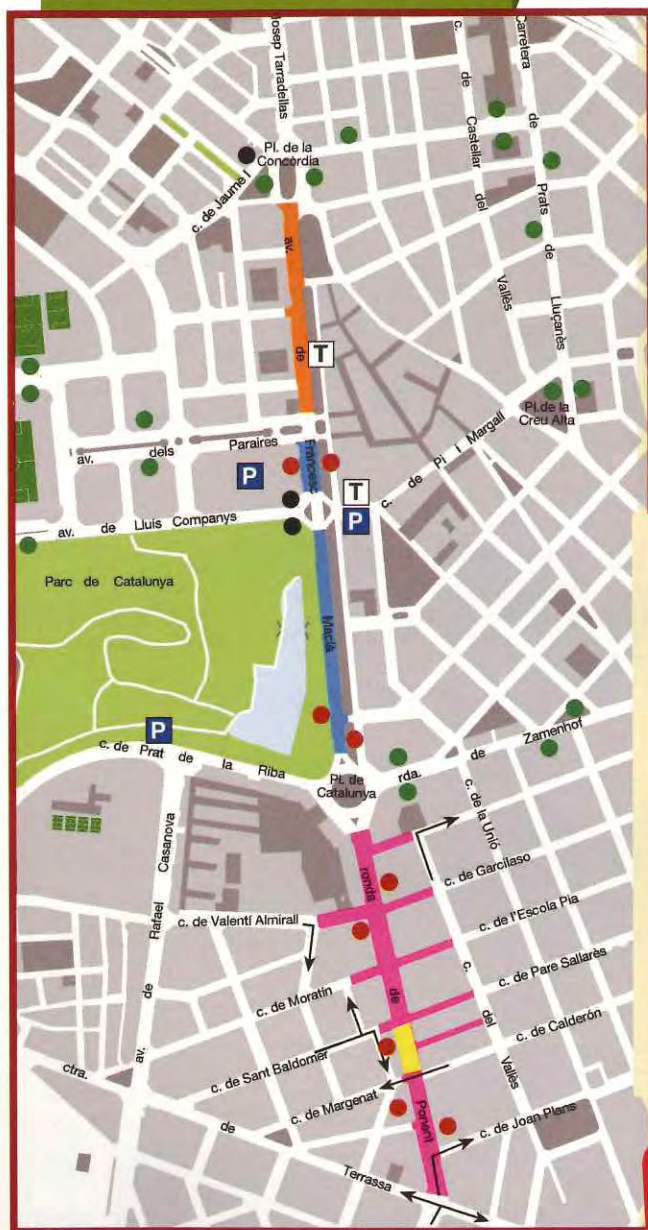 Josep Tarradellas
c. de Castellar del Vallès
Carretera de Prats de Lluçanès
Pl. de la
Concòrdia
c. de Jaume I
av. de Francesc Macià
T
Pl. de la
Creu Alta
av. dels Paraires
P
T
P
c. de Pi i Margall
av. de Lluís Companys
Parc de Catalunya
P
c. de Prat de la Riba
Pl. de
Catalunya
rda. de Zamenhof
c. de la Unió
av. de Rafael Casanova
ronda de Ponent
c. de Garcilaso
c. de Valentí Almirall
c. de l'Escola Pia
c. de Moratín
c. de Pare Sallarès
c. del Vallès
c. de Sant Baldomer
c. de Calderón
c. de Margenat
c. de Joan Plans
ctra. de Terrassa